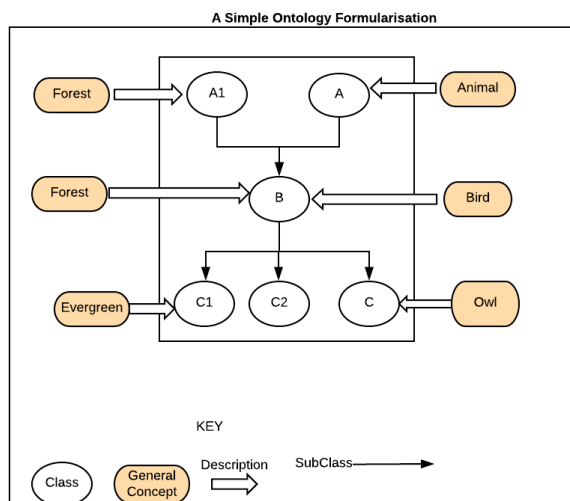 A Simple Ontology Formularisation
Forest
A1
A
Animal
Forest
B
Bird
Evergreen
C1
C2
C
Owl
KEY
Class
General
Concept
Description
SubClass